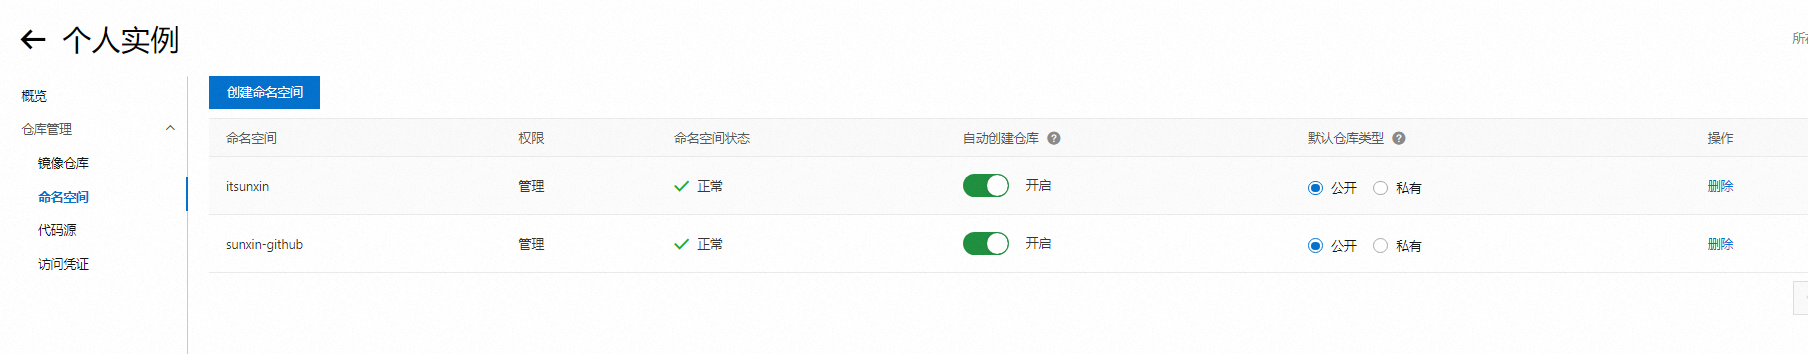 个人实例
所在
概览
仓库管理
镜像仓库
命名空间
代码源
访问凭证
创建命名空间
命名空间 权限 命名空间状态 自动创建仓库 默认仓库类型 操作
itsunxin 管理 正常 开启 公开 私有 删除
sunxin-github 管理 正常 开启 公开 私有 删除